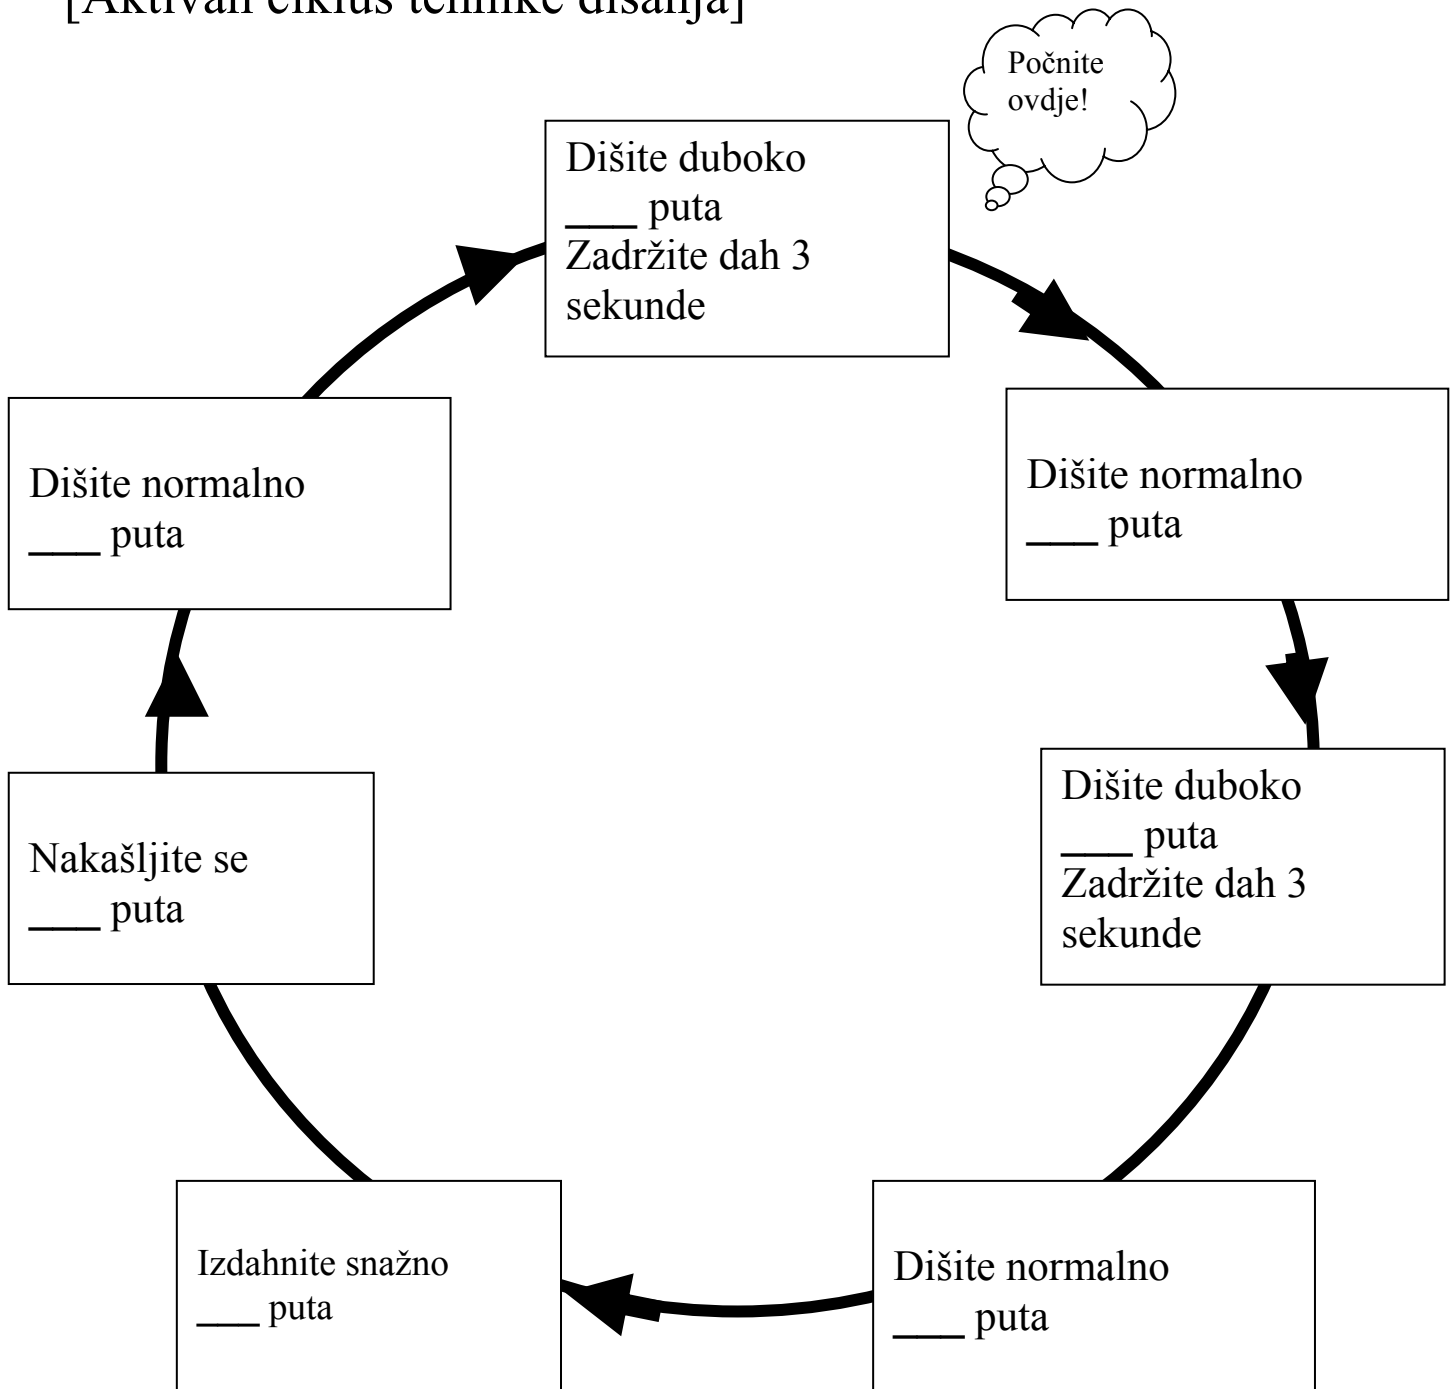 [Aktivan ciklus tehnike disanja]
Počnite
ovdje!
Dišite duboko
___ puta
Zadržite dah 3
sekunde
Dišite normalno
___ puta
Dišite duboko
___ puta
Zadržite dah 3
sekunde
Dišite normalno
___ puta
Izdahnite snažno
___ puta
Nakašljite se
___ puta
Dišite normalno
___ puta